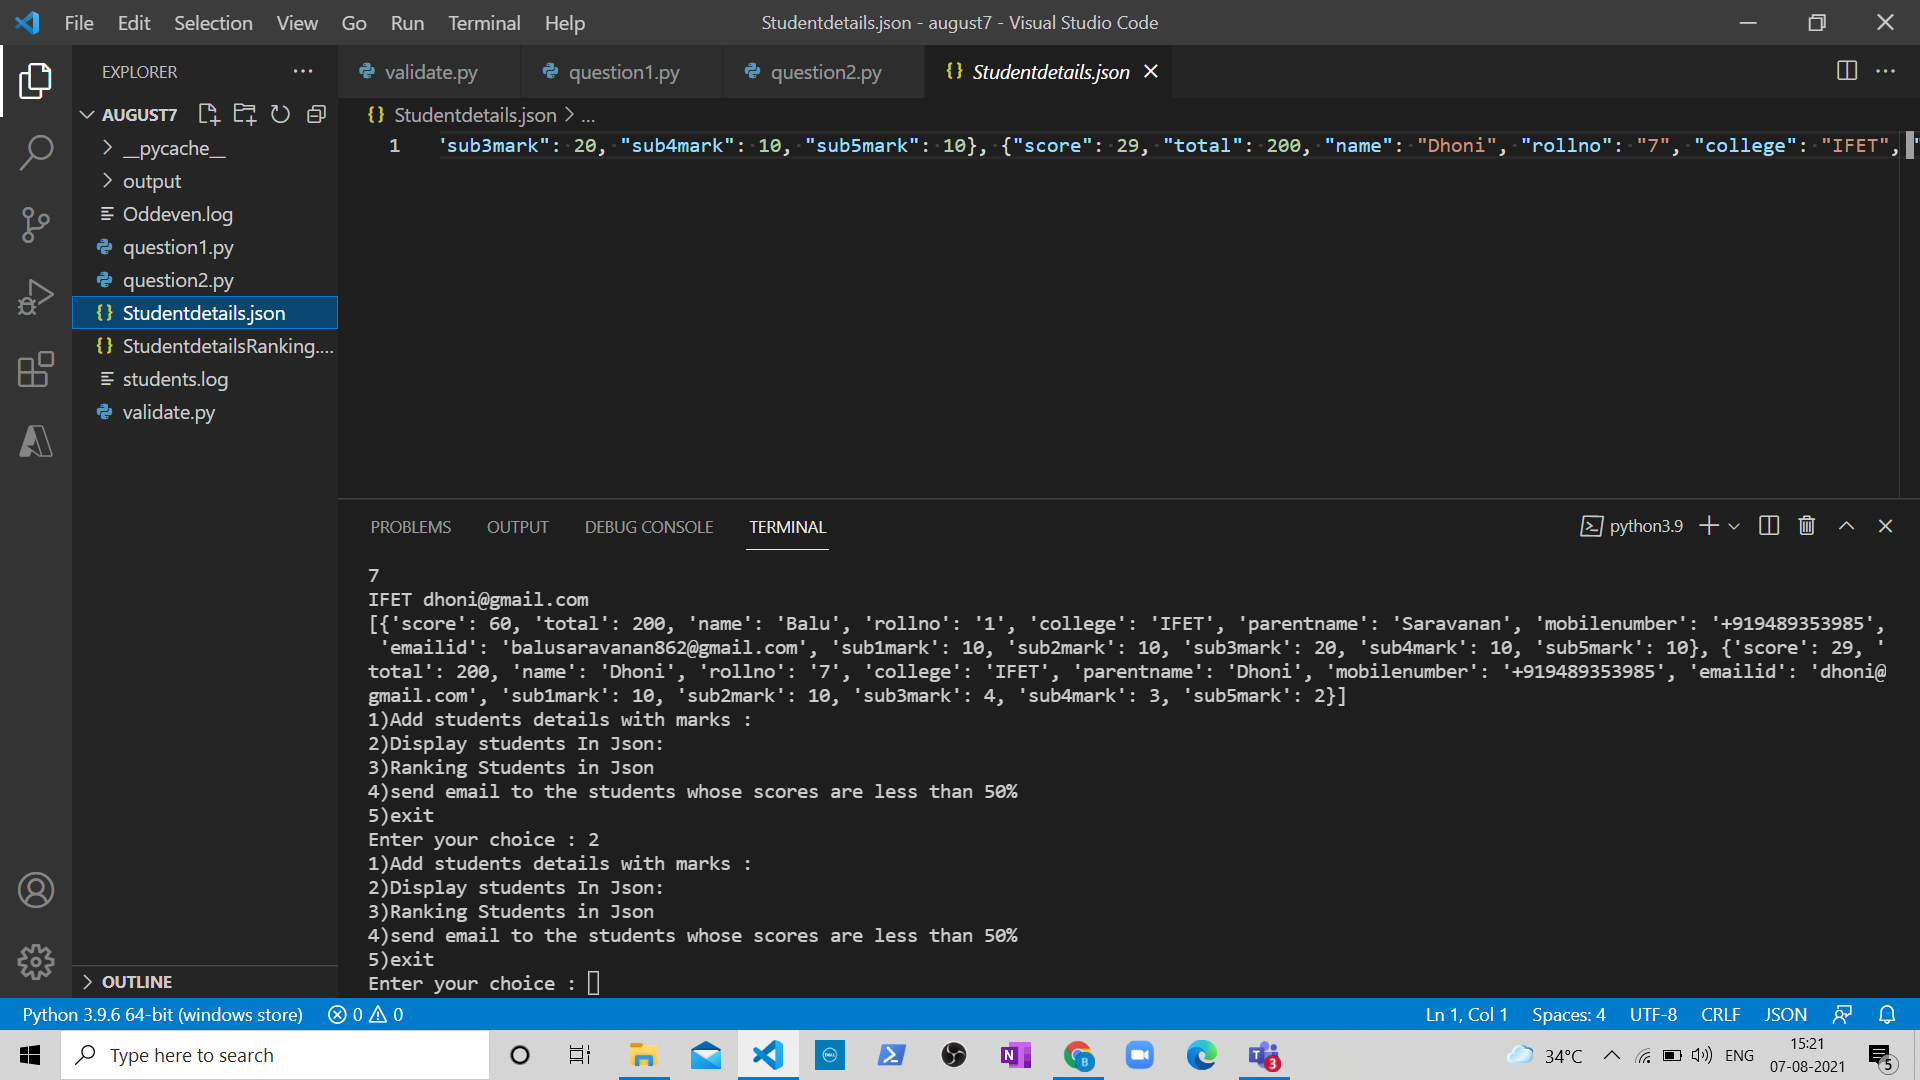 File Edit Selection View Go Run Terminal Help
Studentdetails.json - august7 - Visual Studio Code
EXPLORER
validate.py
question1.py
question2.py
{} Studentdetails.json
AUGUST7
{} Studentdetails.json > ...
1 'sub3mark": 20, "sub4mark": 10, "sub5mark": 10}, {"score": 29, "total": 200, "name": "Dhoni", "rollno": "7", "college": "IFET", "
__pycache__
output
Oddeven.log
question1.py
question2.py
{} Studentdetails.json
{} StudentdetailsRanking....
students.log
validate.py
OUTLINE
PROBLEMS OUTPUT DEBUG CONSOLE TERMINAL
python3.9
7
IFET dhoni@gmail.com
[{'score': 60, 'total': 200, 'name': 'Balu', 'rollno': '1', 'college': 'IFET', 'parentname': 'Saravanan', 'mobilenumber': '+919489353985',
'emailid': 'balusaravanan862@gmail.com', 'sub1mark': 10, 'sub2mark': 10, 'sub3mark': 20, 'sub4mark': 10, 'sub5mark': 10}, {'score': 29, '
total': 200, 'name': 'Dhoni', 'rollno': '7', 'college': 'IFET', 'parentname': 'Dhoni', 'mobilenumber': '+919489353985', 'emailid': 'dhoni@
gmail.com', 'sub1mark': 10, 'sub2mark': 10, 'sub3mark': 4, 'sub4mark': 3, 'sub5mark': 2}]
1)Add students details with marks :
2)Display students In Json:
3)Ranking Students in Json
4)send email to the students whose scores are less than 50%
5)exit
Enter your choice : 2
1)Add students details with marks :
2)Display students In Json:
3)Ranking Students in Json
4)send email to the students whose scores are less than 50%
5)exit
Enter your choice :
Python 3.9.6 64-bit (windows store) 0 0
Ln 1, Col 1 Spaces: 4 UTF-8 CRLF JSON
Type here to search
DELL
N
B
T
3
34°C
ENG
15:21
07-08-2021
5